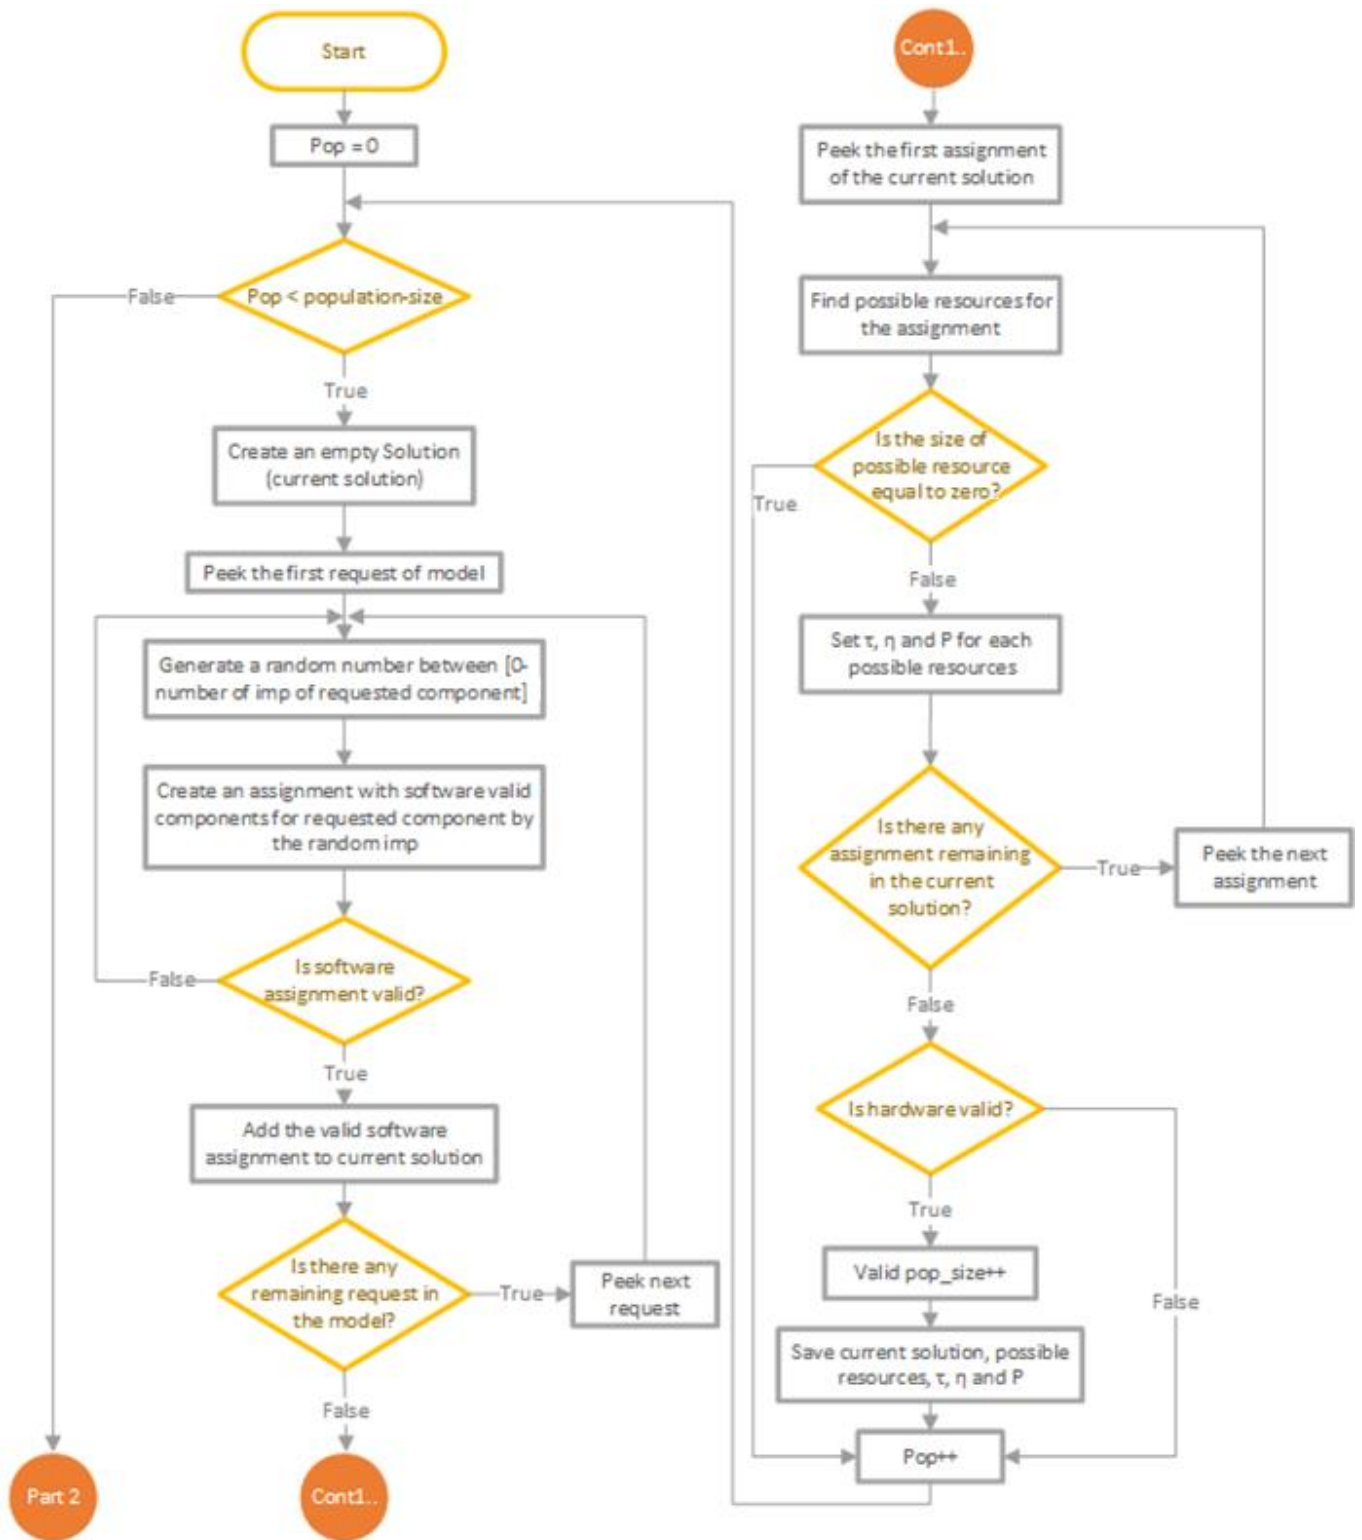 Start
Pop = 0
Pop < population-size
False
True
Create an empty Solution
(current solution)
Peek the first request of model
Generate a random number between [0-
number of imp of requested component]
Create an assignment with software valid
components for requested component by
the random imp
Is software
assignment valid?
False
True
Add the valid software
assignment to current solution
Is there any
remaining request in
the model?
True
Peek next
request
False
Part 2
Cont1..
Cont1..
Peek the first assignment
of the current solution
Find possible resources for
the assignment
Is the size of
possible resource
equal to zero?
True
False
Set τ, η and P for each
possible resources
Is there any
assignment remaining
in the current
solution?
True
Peek the next
assignment
False
Is hardware valid?
True
False
Valid pop_size++
Save current solution, possible
resources, τ, η and P
Pop++